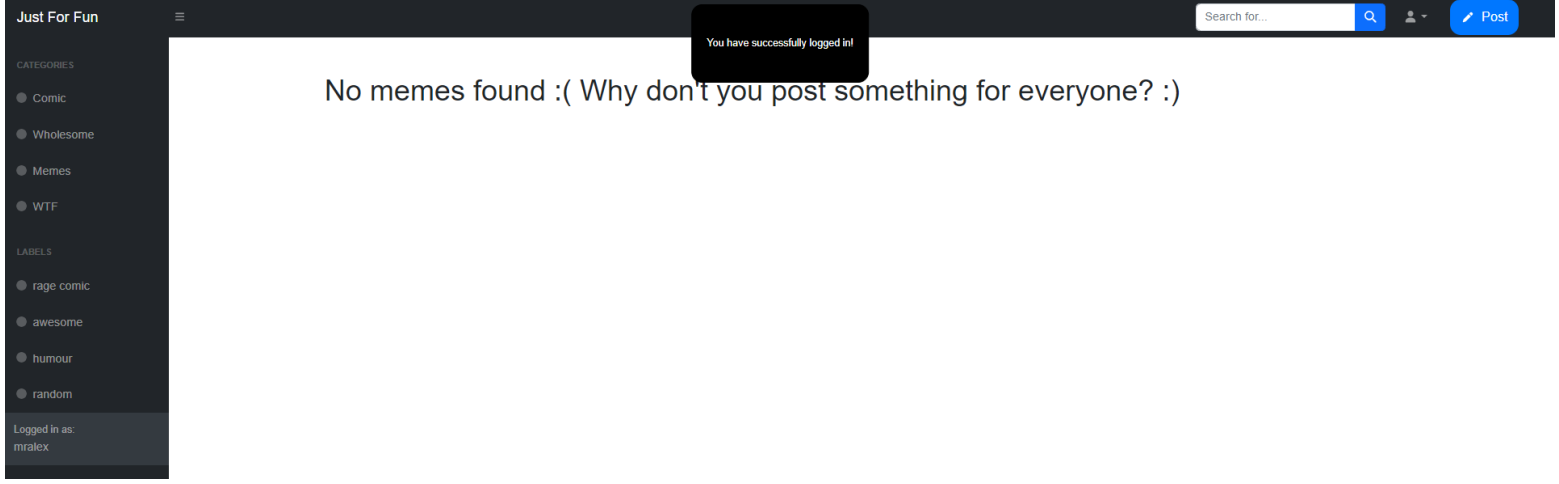 Just For Fun
Search for...
Post
You have successfully logged in!
No memes found :( Why don't you post something for everyone? :)
CATEGORIES
Comic
Wholesome
Memes
WTF
LABELS
rage comic
awesome
humour
random
Logged in as:
mralex